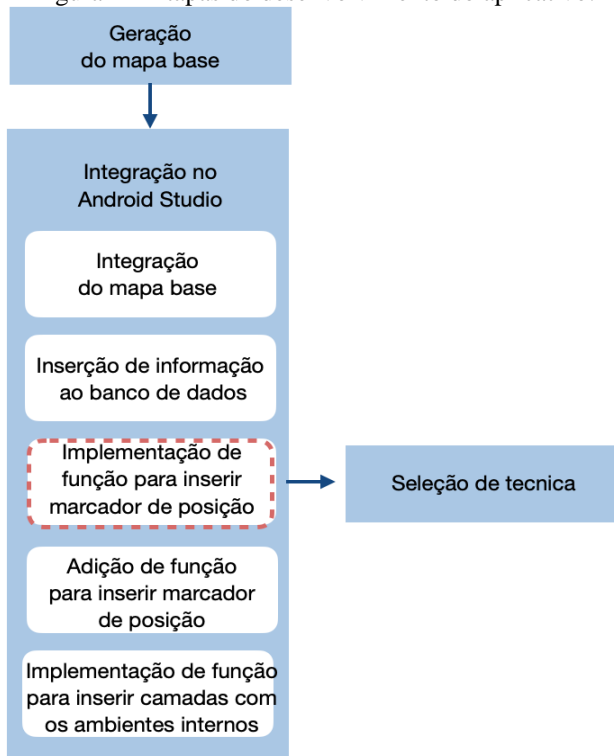 Geração
do mapa base
Integração no
Android Studio
Integração
do mapa base
Inserção de informação
ao banco de dados
Implementação de
função para inserir
marcador de posição
Seleção de tecnica
Adição de função
para inserir marcador
de posição
Implementação de função
para inserir camadas com
os ambientes internos